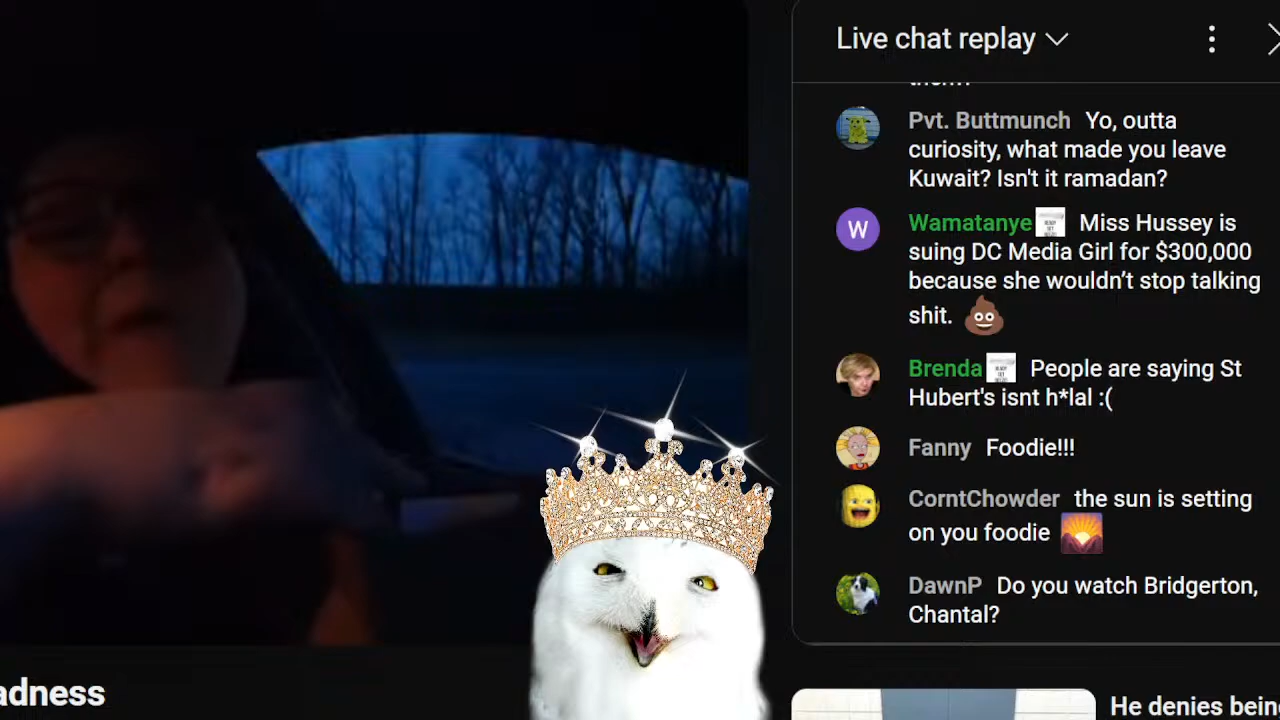 Live chat replay
Pvt. Buttmunch Yo, outta
curiosity, what made you leave
Kuwait? Isn't it ramadan?
W
Wamatanye Miss Hussey is
suing DC Media Girl for $300,000
because she wouldn’t stop talking
shit.
Brenda People are saying St
Hubert's isnt h*lal :(
Fanny Foodie!!!
CorntChowder the sun is setting
on you foodie
DawnP Do you watch Bridgerton,
Chantal?
adness
He denies bein